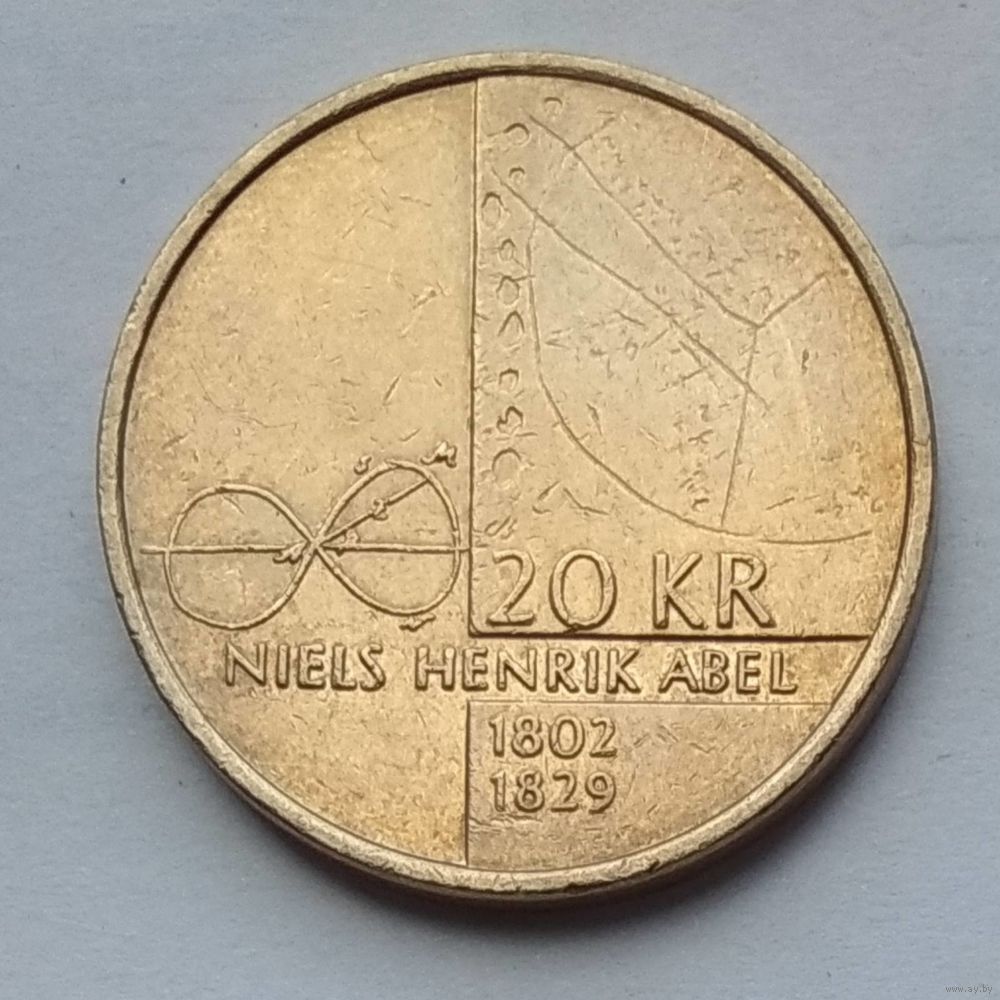 20 KR
NIELS HENRIK ABEL
1802
1829
www.ay.by